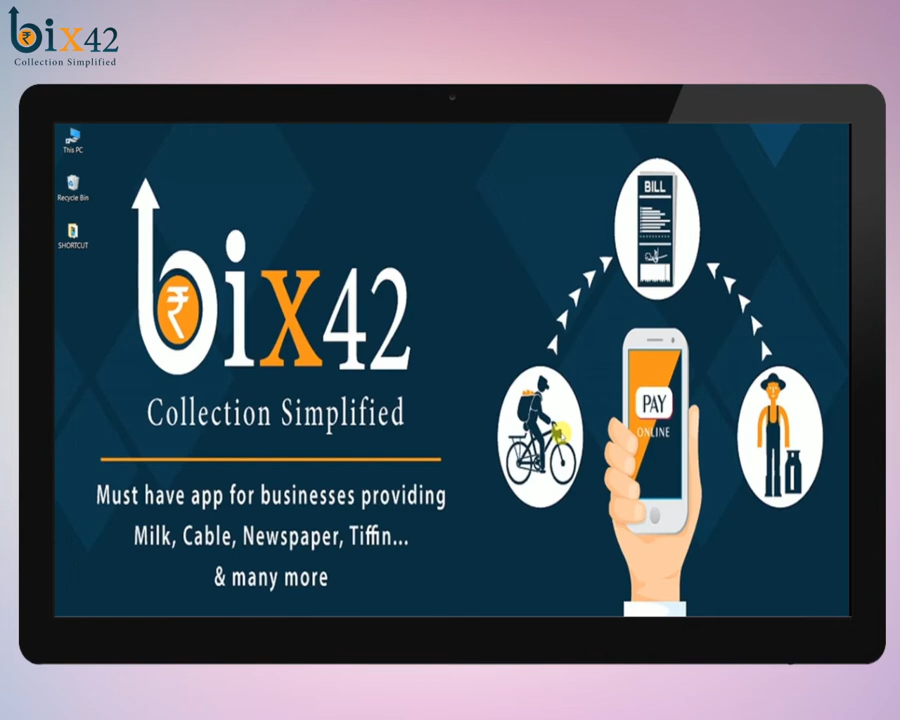 bix42
Collection Simplified
This PC
Recycle Bin
SHORTCUT
bix42
Collection Simplified
Must have app for businesses providing
Milk, Cable, Newspaper, Tiffin...
& many more
BILL
PAY
ONLINE